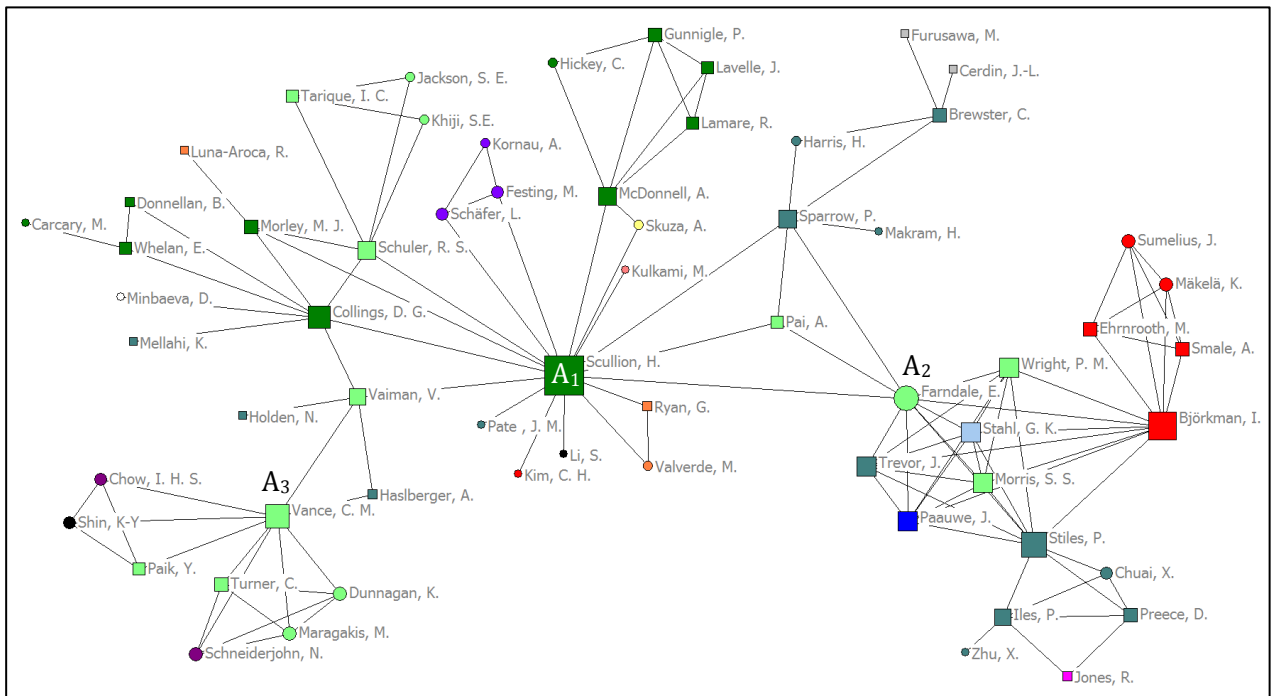 Furusawa, M.
Gunnigle, P.
Hickey, C.
Lavelle, J.
Cerdin, J.-L.
Jackson, S. E.
Tarique, I. C.
Khiji, S.E.
Lamare, R.
Brewster, C.
Luna-Aroca, R.
Kornau, A.
Harris, H.
Festing, M.
McDonnell, A.
Donnellan, B.
Schäfer, L.
Sparrow, P.
Carcary, M.
Morley, M. J.
Skuza, A.
Makram, H.
Whelan, E.
Schuler, R. S.
Sumelius, J.
Kulkami, M.
Mäkelä, K.
Minbaeva, D.
Collings, D. G.
Pai, A.
Ehrnrooth, M.
Mellahi, K.
Smale, A.
Scullion, H.
A1
A2
Wright, P. M.
Vaiman, V.
Farndale, E.
Holden, N.
Ryan, G.
Pate , J. M.
Björkman, I.
Stahl, G. K.
Li, S.
Valverde, M.
Trevor, J.
Kim, C. H.
Chow, I. H. S.
A3
Haslberger, A.
Morris, S. S.
Shin, K-Y
Vance, C. M.
Paauwe, J.
Stiles, P.
Paik, Y.
Chuai, X.
Turner, C.
Dunnagan, K.
Iles, P.
Preece, D.
Maragakis, M.
Schneiderjohn, N.
Zhu, X.
Jones, R.